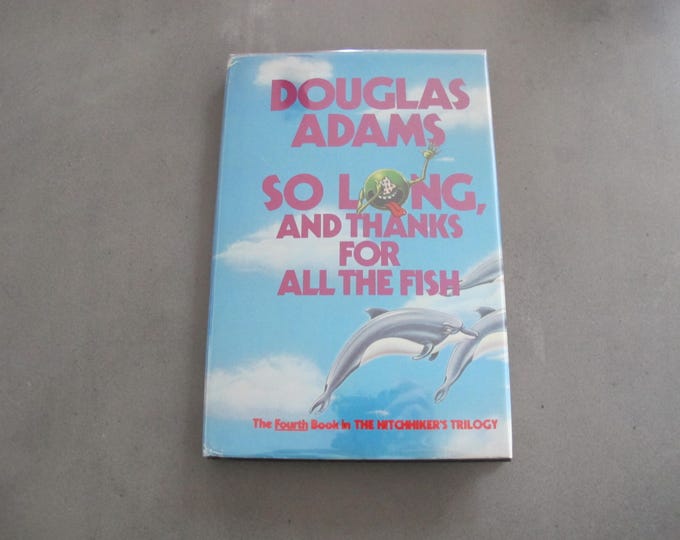 DOUGLAS
ADAMS
SO LONG,
AND THANKS
FOR
ALL THE FISH
The Fourth Book in THE HITCHHIKER'S TRILOGY